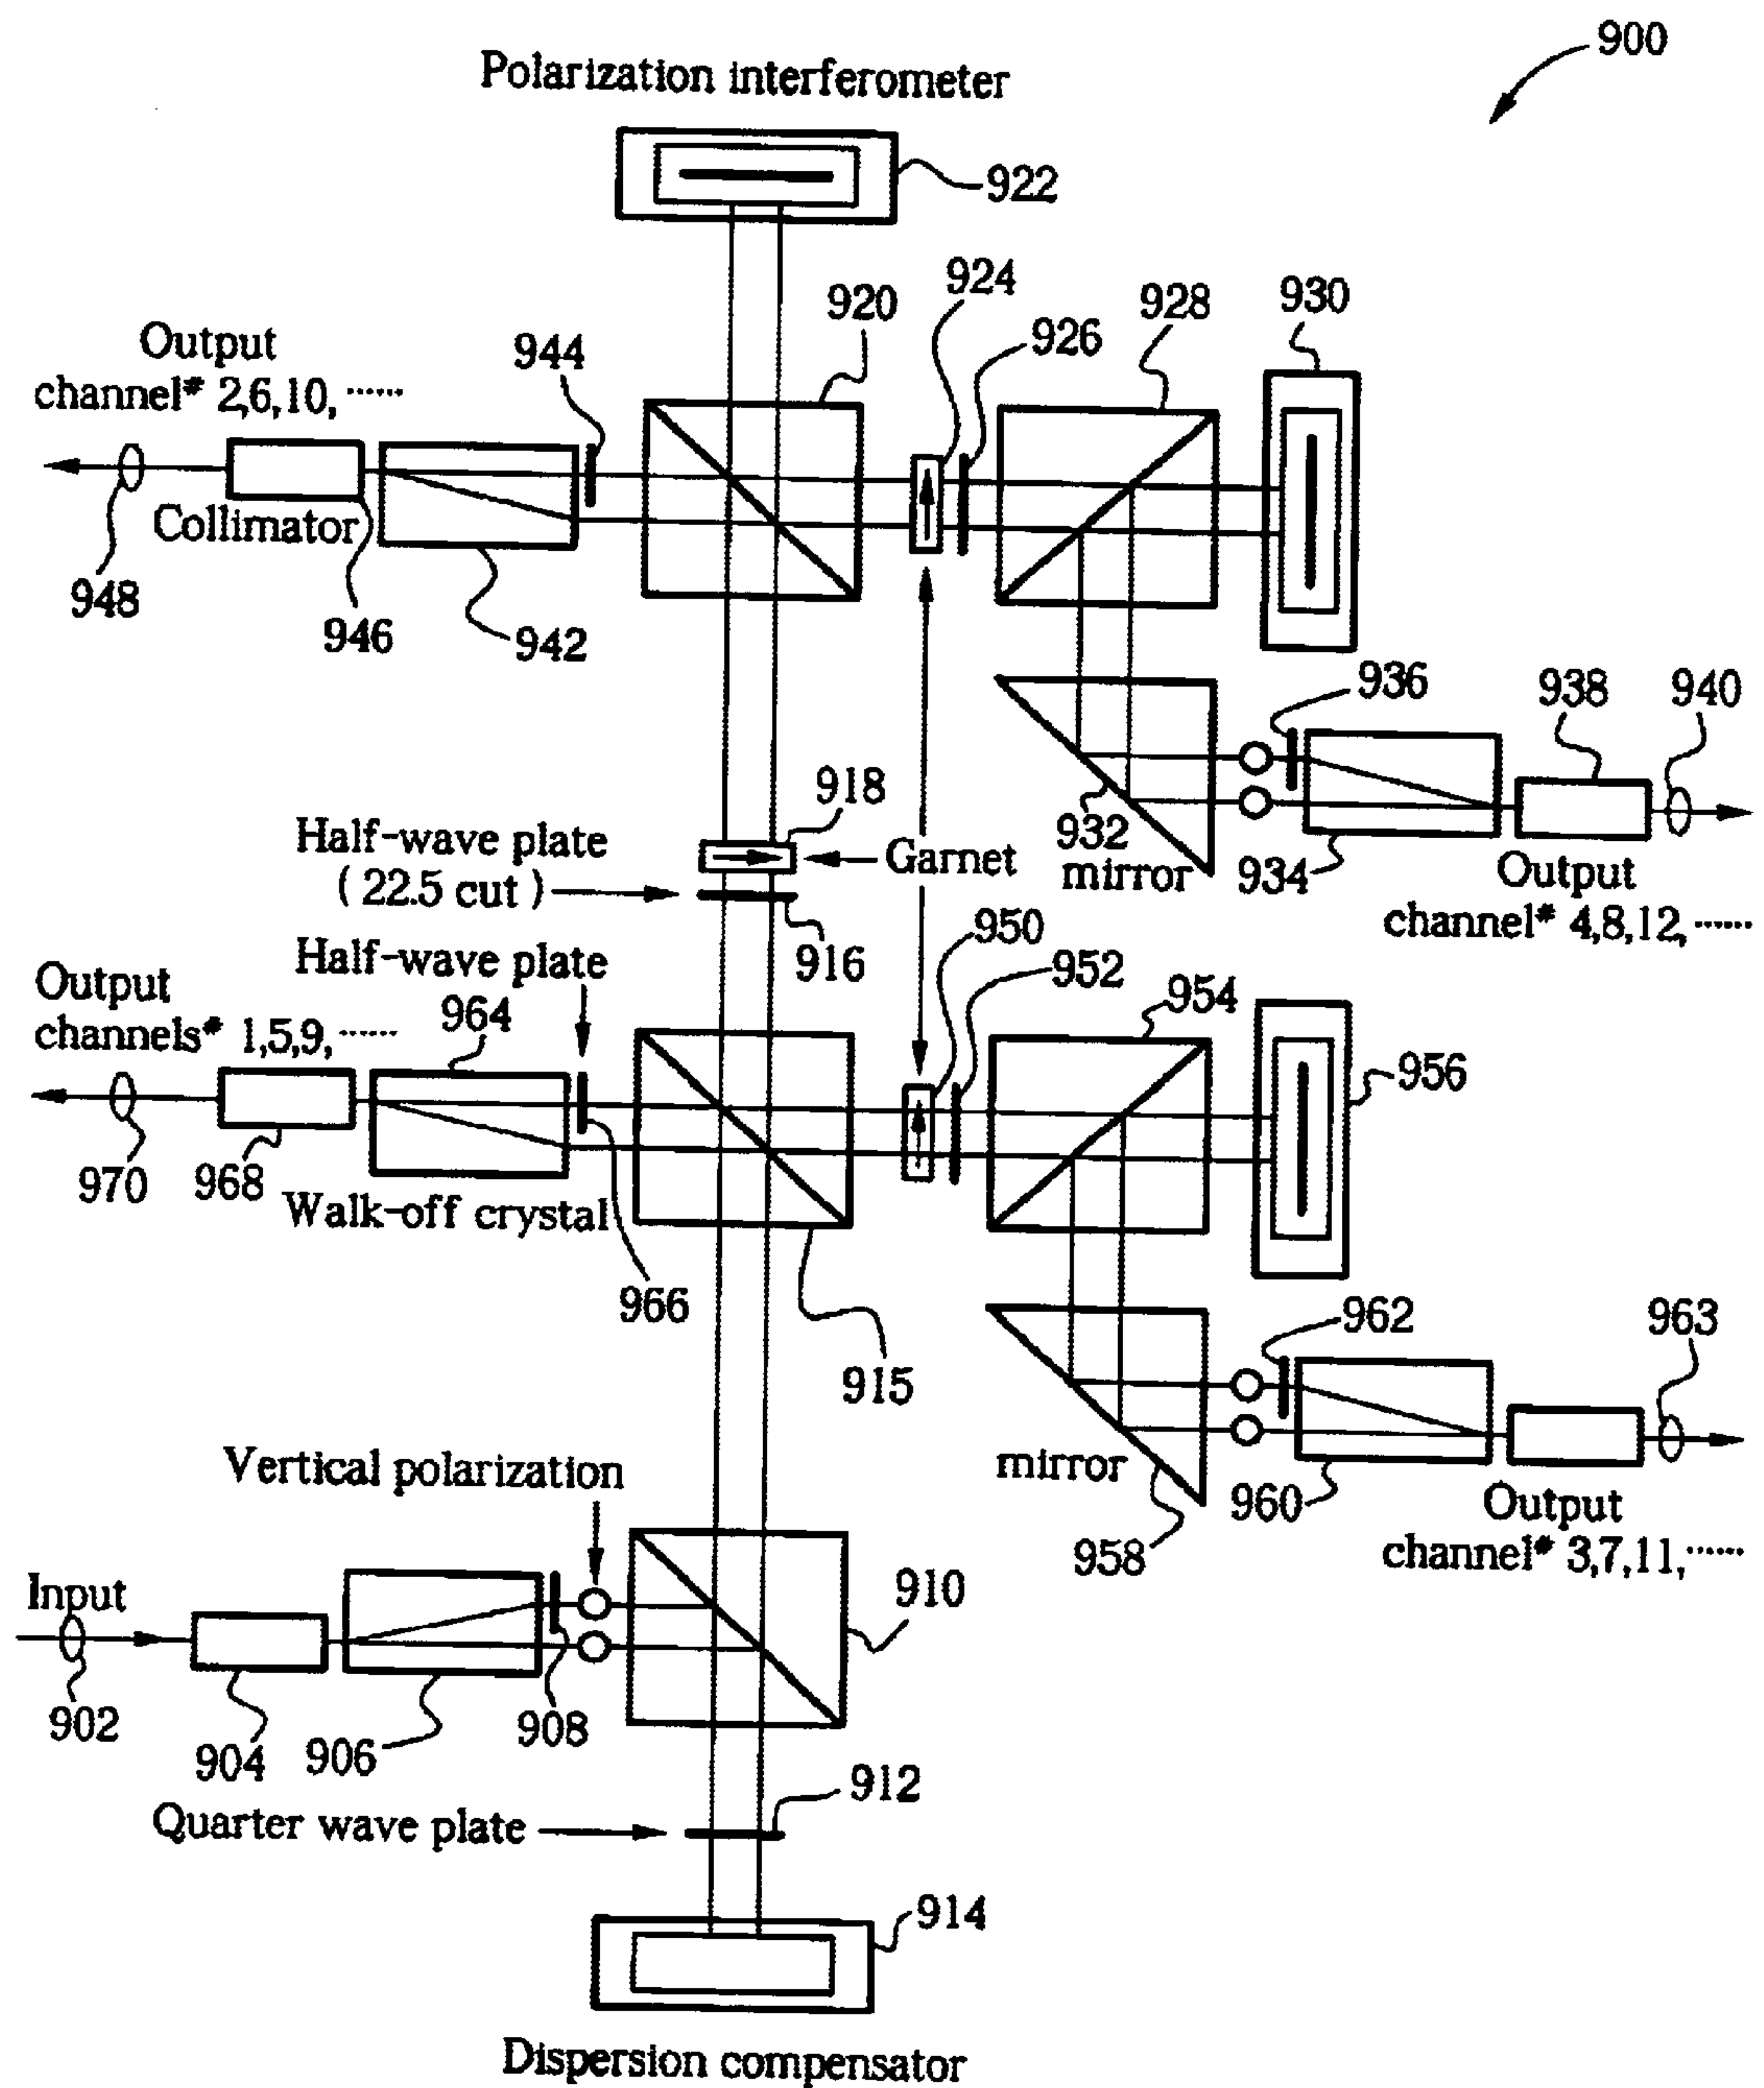 900
Polarization interferometer
922
924
920
928
930
926
944
Output
channel# 2,6,10, ......
Collimator
948
946
942
936
938
940
918
Half-wave plate
( 22.5 cut )
Garnet
932
mirror
934
Output
channel# 4,8,12, ......
916
950
952
Half-wave plate
Output
channels# 1,5,9, ......
964
954
956
970
968
Walk-off crystal
966
915
962
963
Vertical polarization
mirror
958
960
Output
channel# 3,7,11, ......
Input
902
904
906
908
910
912
Quarter wave plate
914
Dispersion compensator